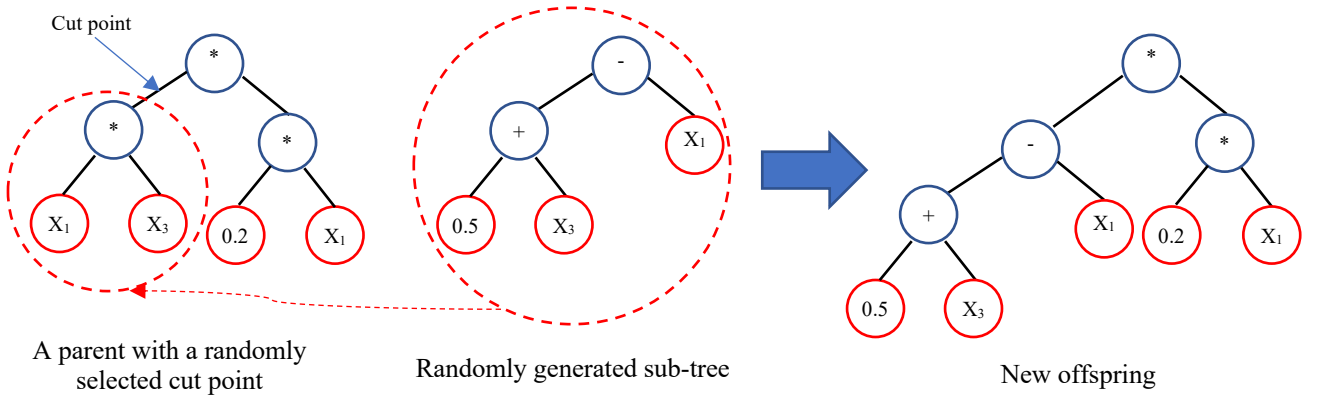 Cut point
*
*
*
X₁
X₃
0.2
X₁
A parent with a randomly
selected cut point
-
+
X₁
0.5
X₃
Randomly generated sub-tree
*
-
*
+
X₁
0.2
X₁
0.5
X₃
New offspring